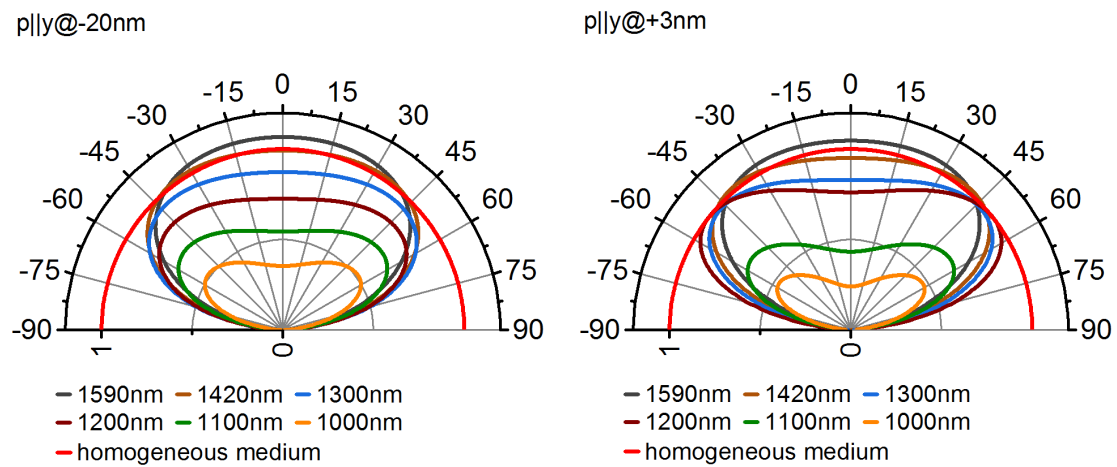 p||y@-20nm
0
-15 15
-30 30
-45 45
-60 60
-75 75
-90 90
1 0
1590nm 1420nm 1300nm
1200nm 1100nm 1000nm
homogeneous medium
p||y@+3nm
0
-15 15
-30 30
-45 45
-60 60
-75 75
-90 90
1 0
1590nm 1420nm 1300nm
1200nm 1100nm 1000nm
homogeneous medium